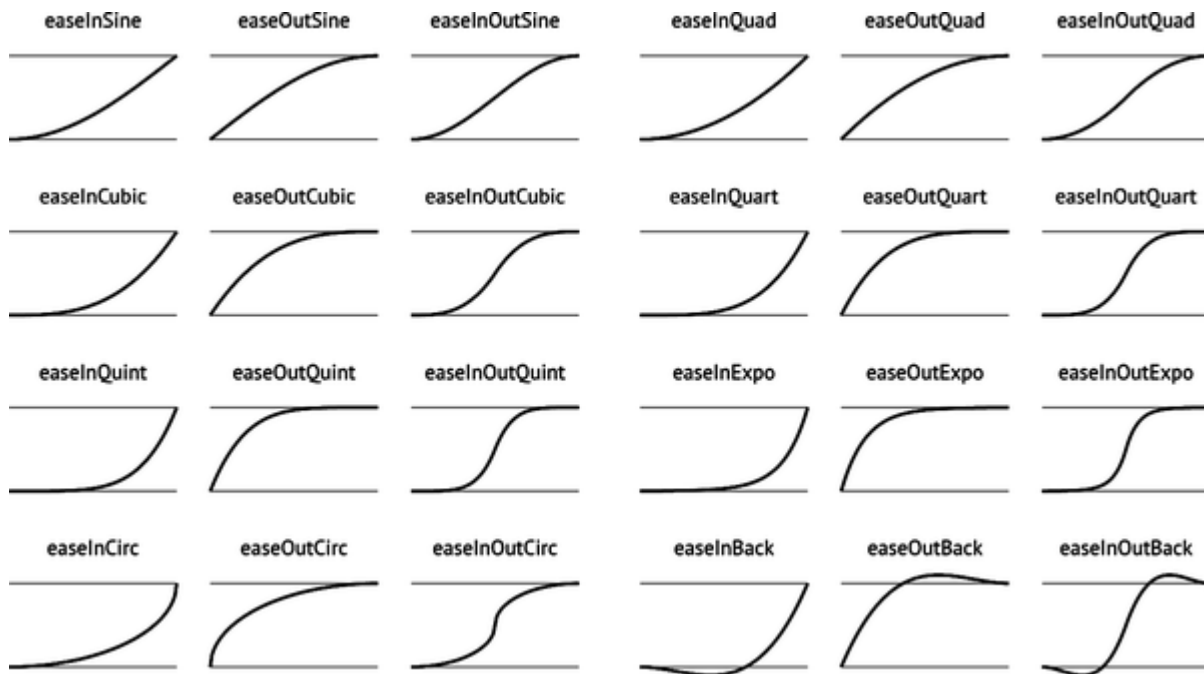 easeInSine easeOutSine easeInOutSine easeInQuad easeOutQuad easeInOutQuad
easeInCubic easeOutCubic easeInOutCubic easeInQuart easeOutQuart easeInOutQuart
easeInQuint easeOutQuint easeInOutQuint easeInExpo easeOutExpo easeInOutExpo
easeInCirc easeOutCirc easeInOutCirc easeInBack easeOutBack easeInOutBack